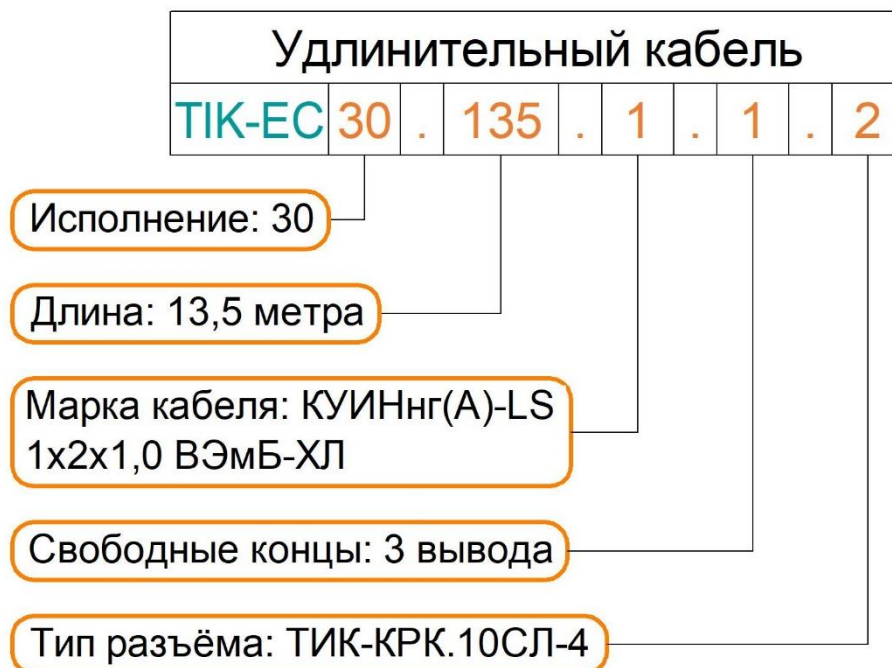 Удлинительный кабель
TIK-EC 30 . 135 . 1 . 1 . 2
Исполнение: 30
Длина: 13,5 метра
Марка кабеля: КУИНнг(А)-LS
1х2х1,0 ВЭмБ-ХЛ
Свободные концы: 3 вывода
Тип разъёма: ТИК-КРК.10СЛ-4